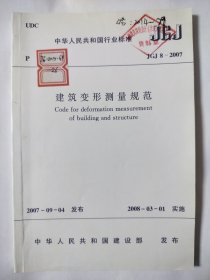 UDC
中华人民共和国行业标准
JGJ
P
JGJ 8-2007
建筑变形测量规范
Code for deformation measurement
of building and structure
2007-09-04 发布
2008-03-01 实施
中华人民共和国建设部 发布